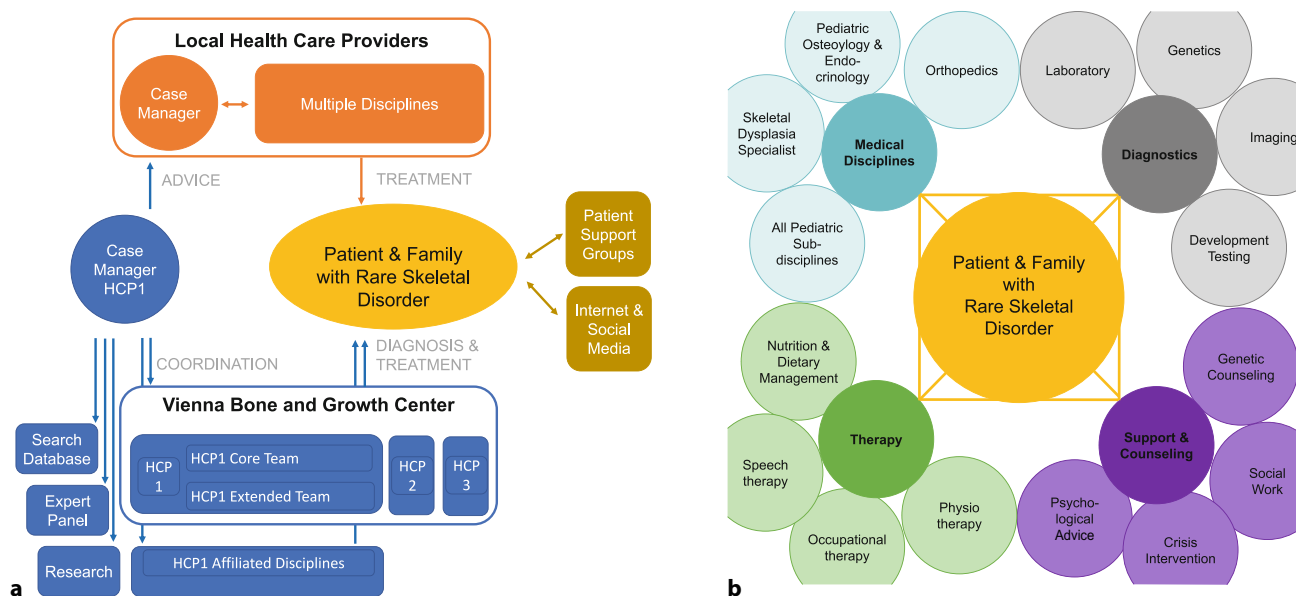 Local Health Care Providers
Case
Manager
Multiple Disciplines
ADVICE
TREATMENT
Case
Manager
HCP1
Patient & Family
with Rare Skeletal
Disorder
Patient
Support
Groups
Internet &
Social
Media
COORDINATION
DIAGNOSIS &
TREATMENT
Vienna Bone and Growth Center
HCP
1
HCP1 Core Team
HCP1 Extended Team
HCP
2
HCP
3
Search
Database
Expert
Panel
Research
HCP1 Affiliated Disciplines
a
Pediatric
Osteoylogy &
Endo-
crinology
Orthopedics
Skeletal
Dysplasia
Specialist
Medical
Disciplines
All Pediatric
Sub-
disciplines
Laboratory
Genetics
Imaging
Diagnostics
Development
Testing
Patient & Family
with
Rare Skeletal
Disorder
Nutrition &
Dietary
Management
Therapy
Speech
therapy
Occupational
therapy
Physio
therapy
Genetic
Counseling
Support &
Counseling
Social
Work
Psycho-
logical
Advice
Crisis
Intervention
b